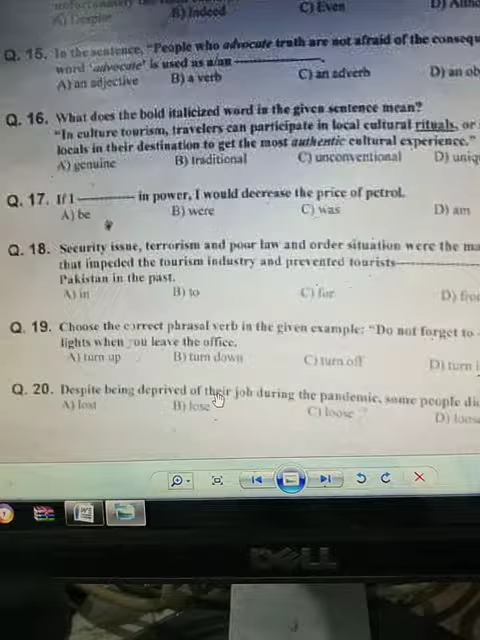 A) Despite B) Indeed C) Even D)
Q. 15. In the sentence, "People who advocate truth are not afraid of the
word 'advocate' is used as a/an
A) an adjective B) a verb C) an adverb D) an
Q. 16. What does the bold italicized word in the given sentence mean?
"In culture tourism, travelers can participate in local cultural rituals, or
locals in their destination to get the most authentic cultural experience."
A) genuine B) traditional C) unconventional D)
Q. 17. If I ———— in power, I would decrease the price of petrol.
A) be B) were C) was D) am
Q. 18. Security issue, terrorism and poor law and order situation were the
that impeded the tourism industry and prevented tourists————
Pakistan in the past.
A) in B) to C) for D)
Q. 19. Choose the correct phrasal verb in the given example: "Do not forget to
lights when you leave the office.
A) turn up B) turn down C) turn off D) turn
Q. 20. Despite being deprived of their job during the pandemic, some people
A) lost B) lose C) loose D)
DELL